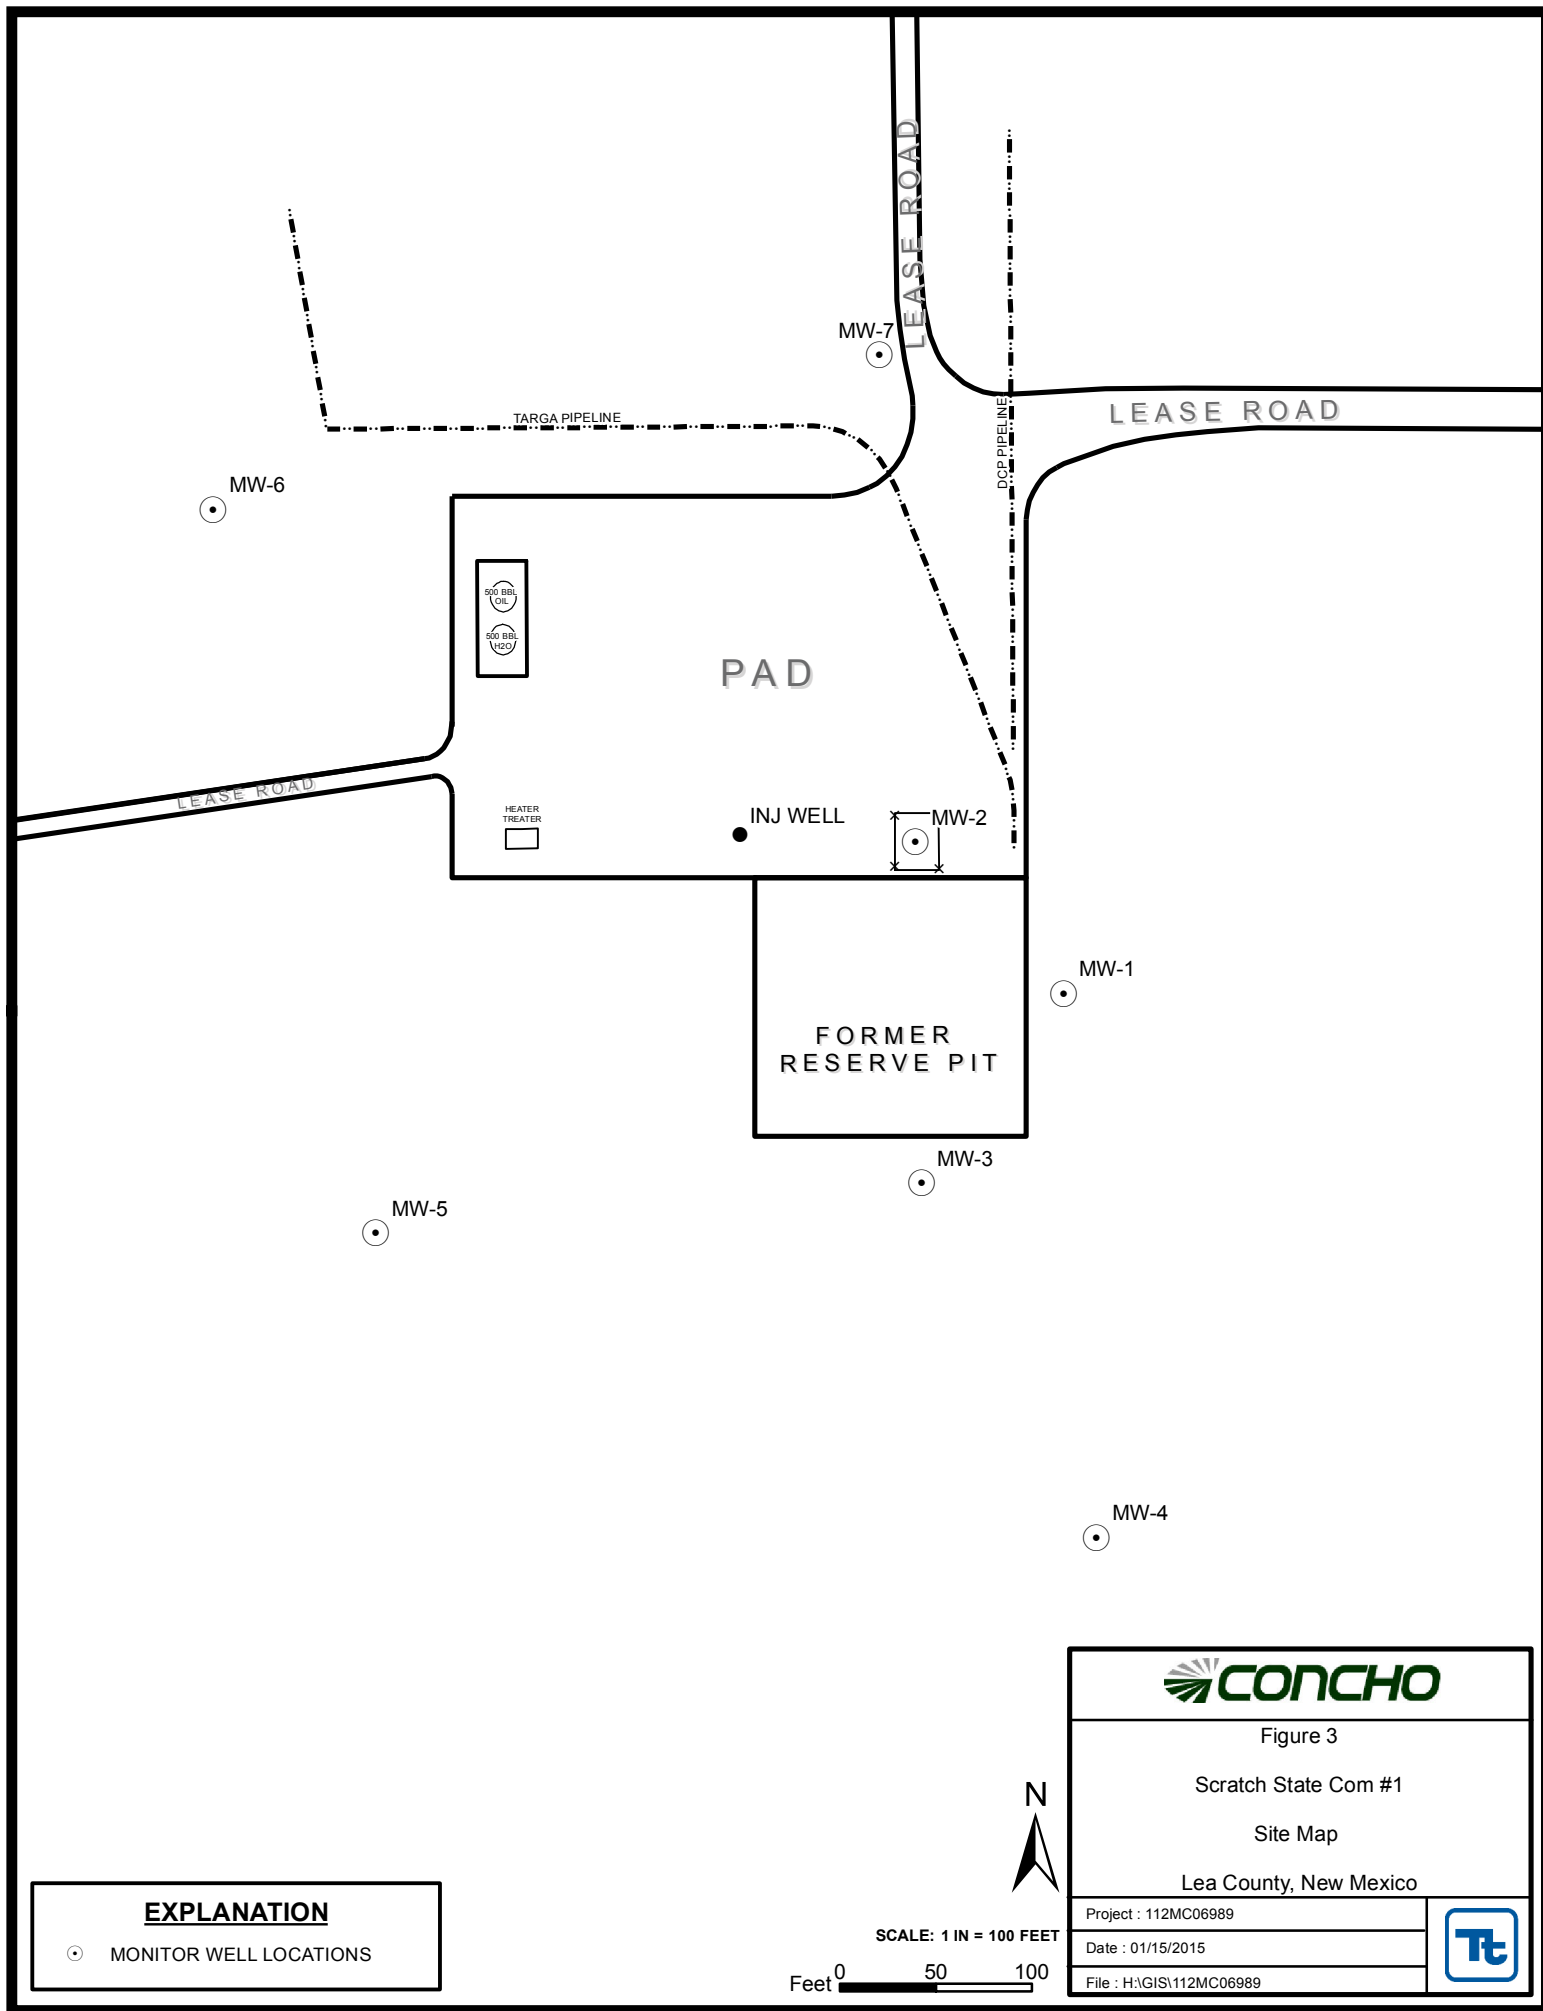 LEASE ROAD
MW-7
DCP PIPELINE
LEASE ROAD
TARGA PIPELINE
MW-6
500 BBL
OIL
500 BBL
H2O
PAD
LEASE ROAD
HEATER
TREATER
INJ WELL
MW-2
MW-1
FORMER
RESERVE PIT
MW-3
MW-5
MW-4
CONCHO
Figure 3
Scratch State Com #1
Site Map
Lea County, New Mexico
N
EXPLANATION
MONITOR WELL LOCATIONS
SCALE: 1 IN = 100 FEET
Feet 0 50 100
Project : 112MC06989
Date : 01/15/2015
File : H:\GIS\112MC06989
Tt